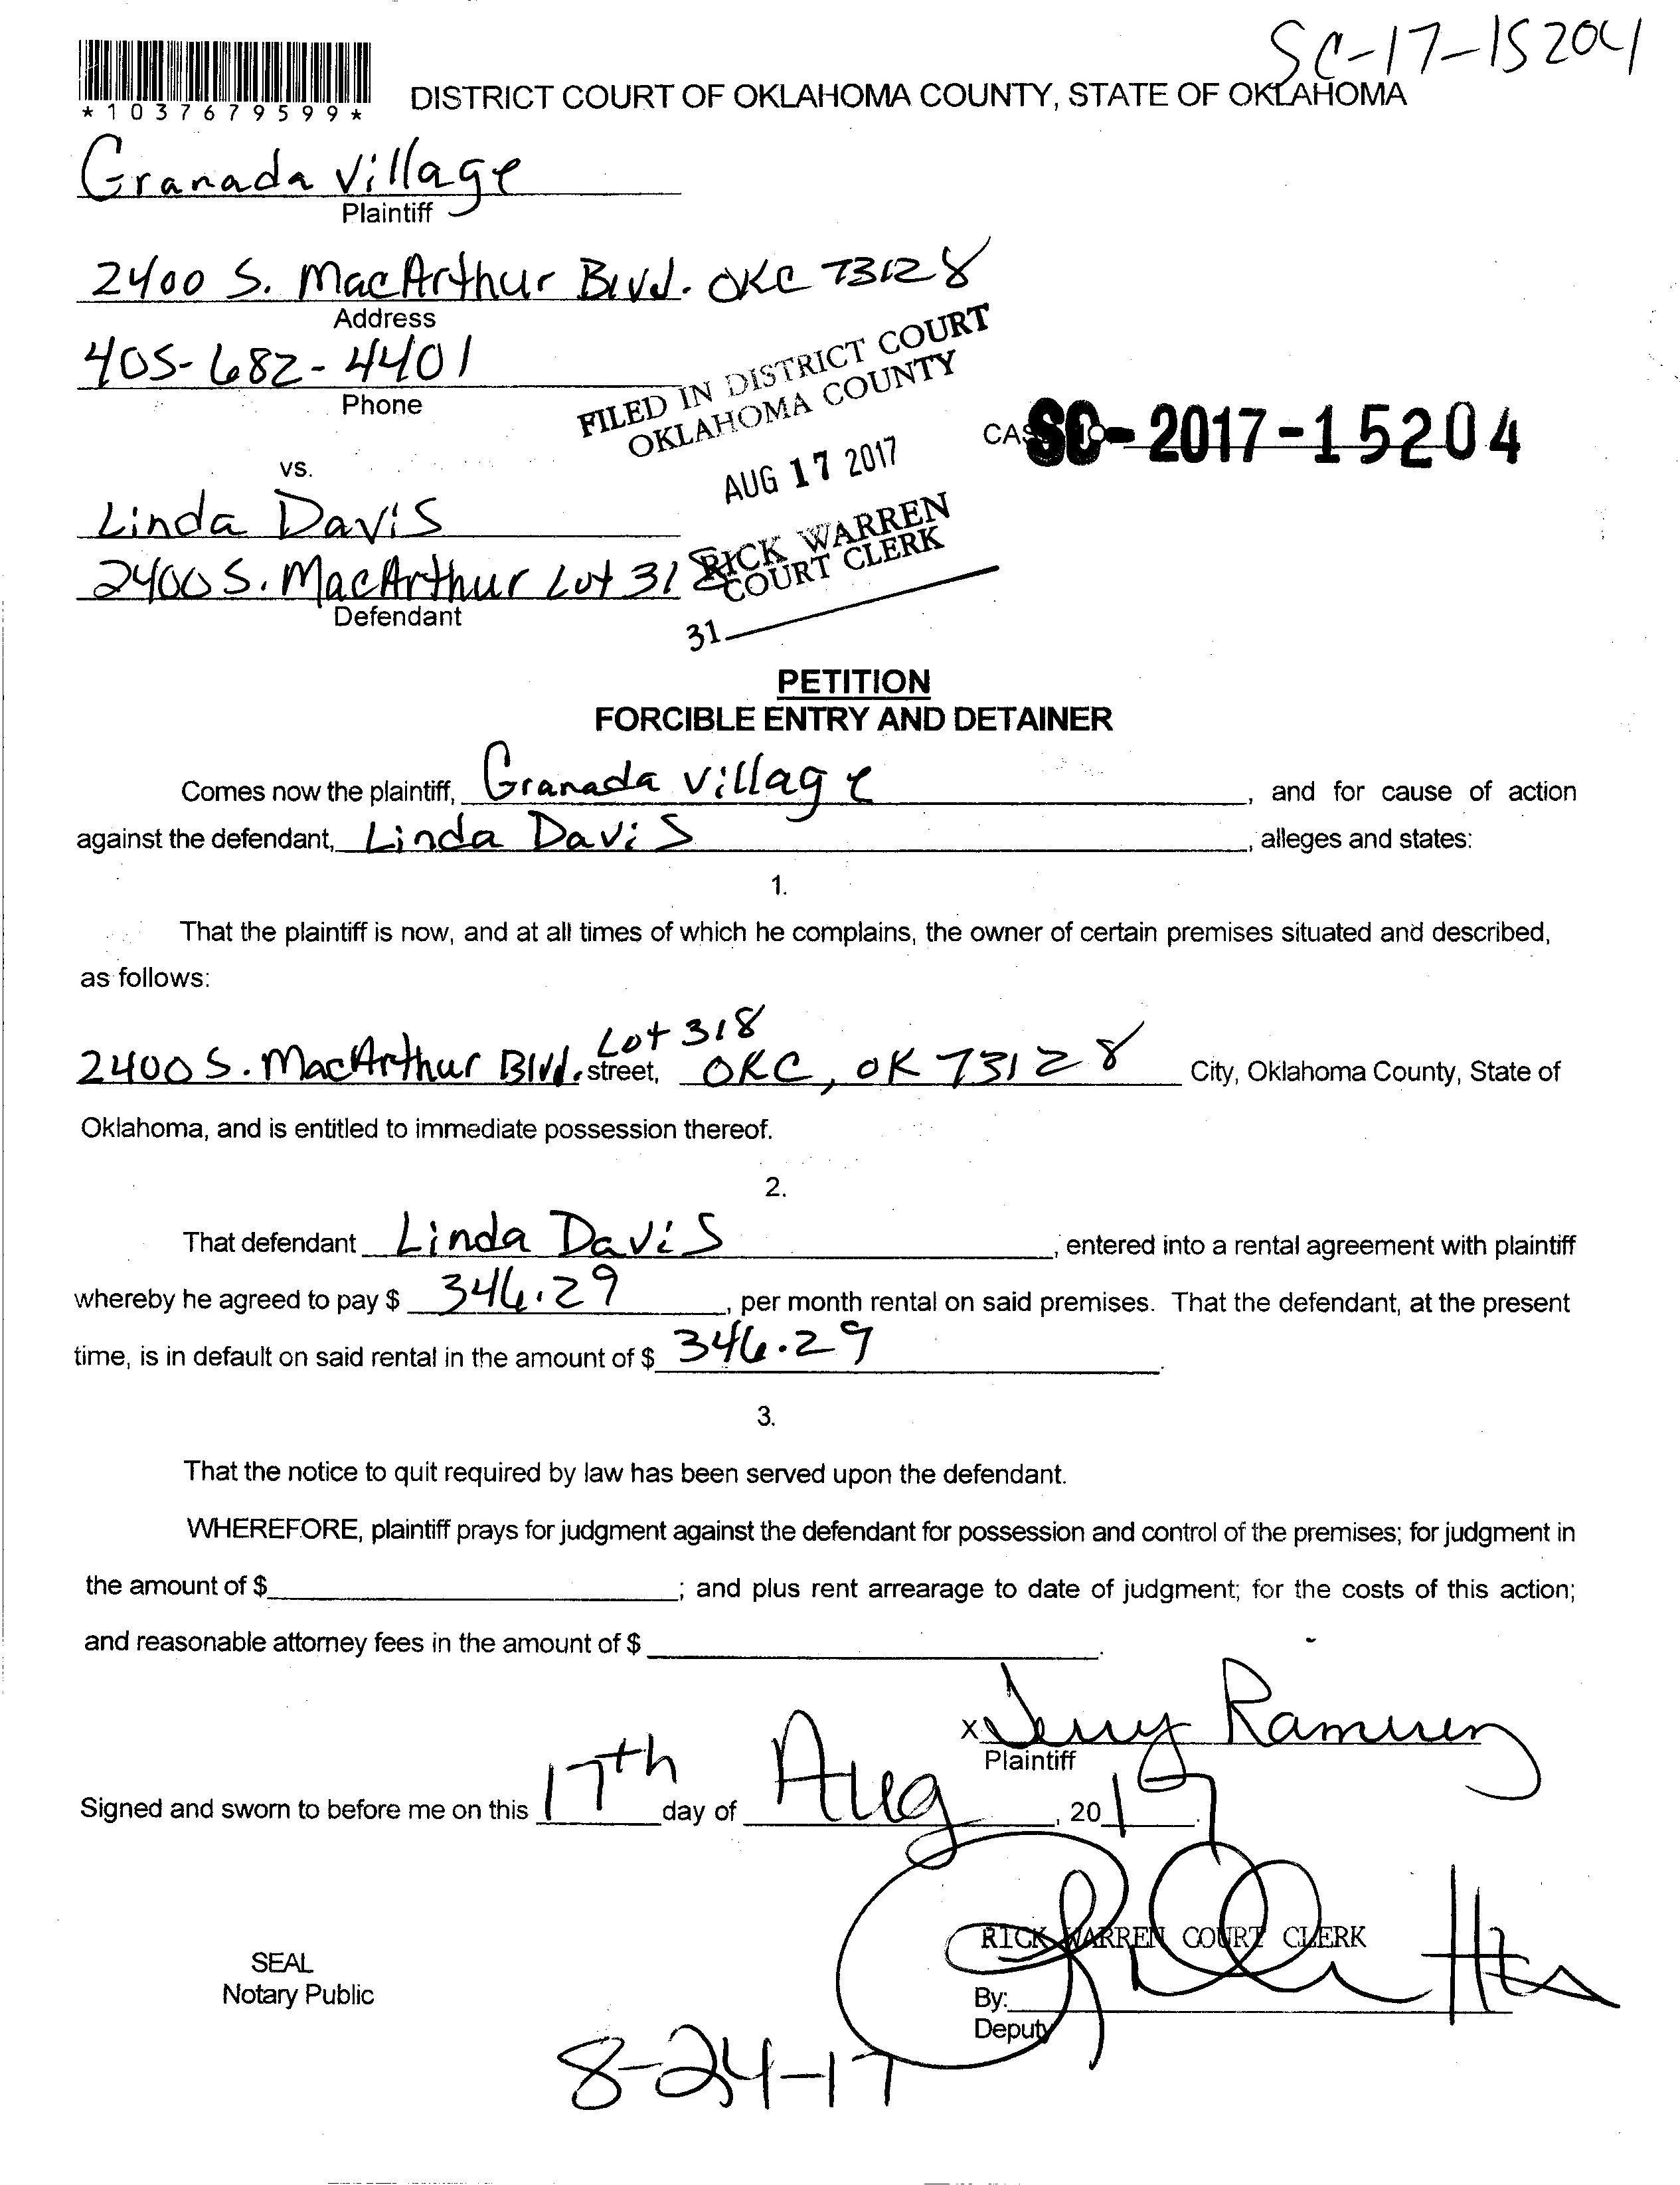 SC-17-15204
*1037679599*
DISTRICT COURT OF OKLAHOMA COUNTY, STATE OF OKLAHOMA
Granada Village
Plaintiff
2400 S. MacArthur Blvd. OKC 73128
Address
405-682-4401
Phone
FILED IN DISTRICT COURT
OKLAHOMA COUNTY
AUG 17 2017
RICK WARREN
COURT CLERK
31
SC-2017-15204
vs.
Linda Davis
2400 S. MacArthur Lot 318
Defendant
PETITION
FORCIBLE ENTRY AND DETAINER
Comes now the plaintiff, Granada Village, and for cause of action
against the defendant, Linda Davis, alleges and states:
1.
That the plaintiff is now, and at all times of which he complains, the owner of certain premises situated and described,
as follows:
Lot 318
2400 S. MacArthur Blvd. street, OKC, OK 73128 City, Oklahoma County, State of
Oklahoma, and is entitled to immediate possession thereof.
2.
That defendant Linda Davis, entered into a rental agreement with plaintiff
whereby he agreed to pay $ 346.29, per month rental on said premises. That the defendant, at the present
time, is in default on said rental in the amount of $ 346.29.
3.
That the notice to quit required by law has been served upon the defendant.
WHEREFORE, plaintiff prays for judgment against the defendant for possession and control of the premises; for judgment in
the amount of $ ; and plus rent arrearage to date of judgment; for the costs of this action;
and reasonable attorney fees in the amount of $ .
x Jerry Ramirez
Plaintiff
Signed and sworn to before me on this 17th day of Aug, 2017.
RICK WARREN COURT CLERK
SEAL
Notary Public
By:
Deputy
8-24-17